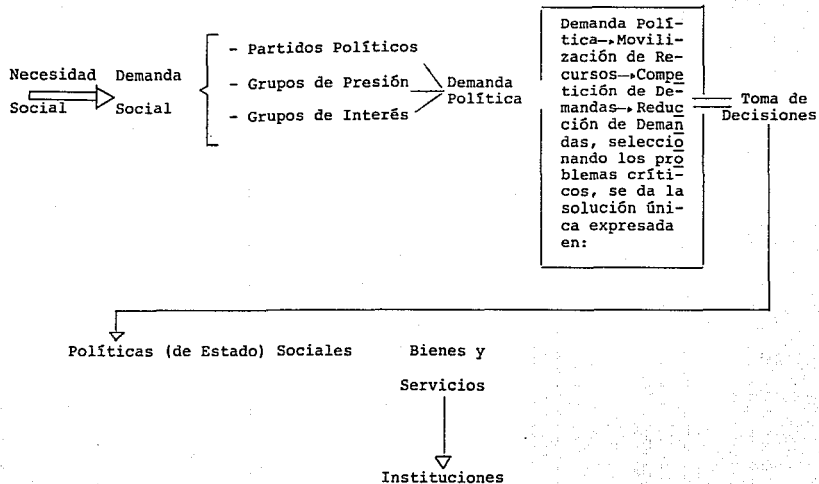 Necesidad
Social
Demanda
Social
- Partidos Políticos
- Grupos de Presión
- Grupos de Interés
Demanda
Política
Demanda Polí-
tica→Movili-
zación de Re-
cursos→Compe
tición de De-
mandas→Reduc
ción de Deman
das, seleccio
nando los pro
blemas críti-
cos, se da la
solución úni-
ca expresada
en:
Toma de
Decisiones
Políticas (de Estado) Sociales
Bienes y
Servicios
Instituciones